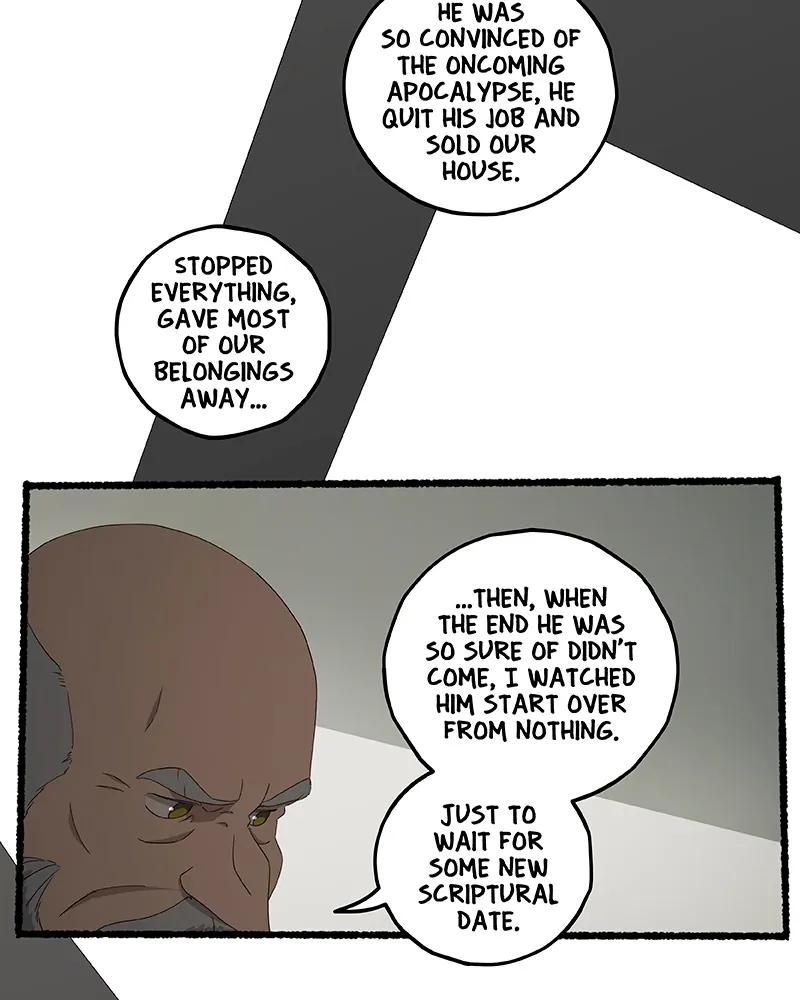 HE WAS
SO CONVINCED OF
THE ONCOMING
APOCALYPSE, HE
QUIT HIS JOB AND
SOLD OUR
HOUSE.
STOPPED
EVERYTHING,
GAVE MOST
OF OUR
BELONGINGS
AWAY...
...THEN, WHEN
THE END HE WAS
SO SURE OF DIDN'T
COME, I WATCHED
HIM START OVER
FROM NOTHING.
JUST TO
WAIT FOR
SOME NEW
SCRIPTURAL
DATE.